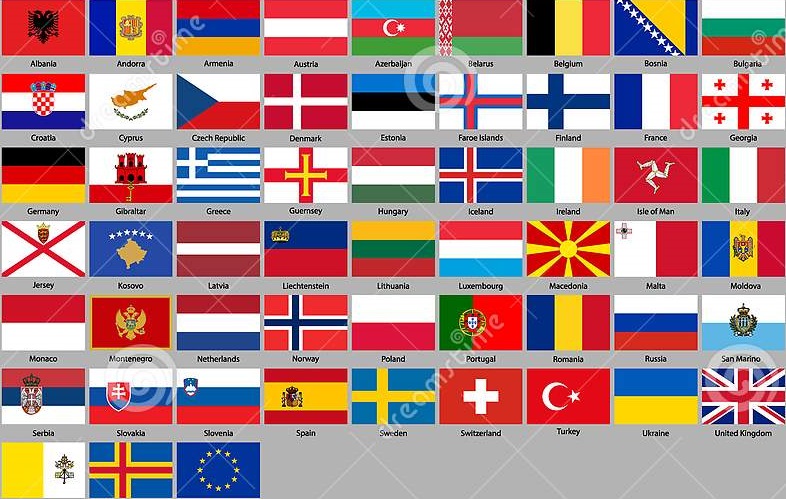 Albania Andorra Armenia Austria Azerbaijan Belarus Belgium Bosnia Bulgaria
Croatia Cyprus Czech Republic Denmark Estonia Faroe Islands Finland France Georgia
Germany Gibraltar Greece Guernsey Hungary Iceland Ireland Isle of Man Italy
Jersey Kosovo Latvia Liechtenstein Lithuania Luxembourg Macedonia Malta Moldova
Monaco Montenegro Netherlands Norway Poland Portugal Romania Russia San Marino
Serbia Slovakia Slovenia Spain Sweden Switzerland Turkey Ukraine United Kingdom
dreamstime